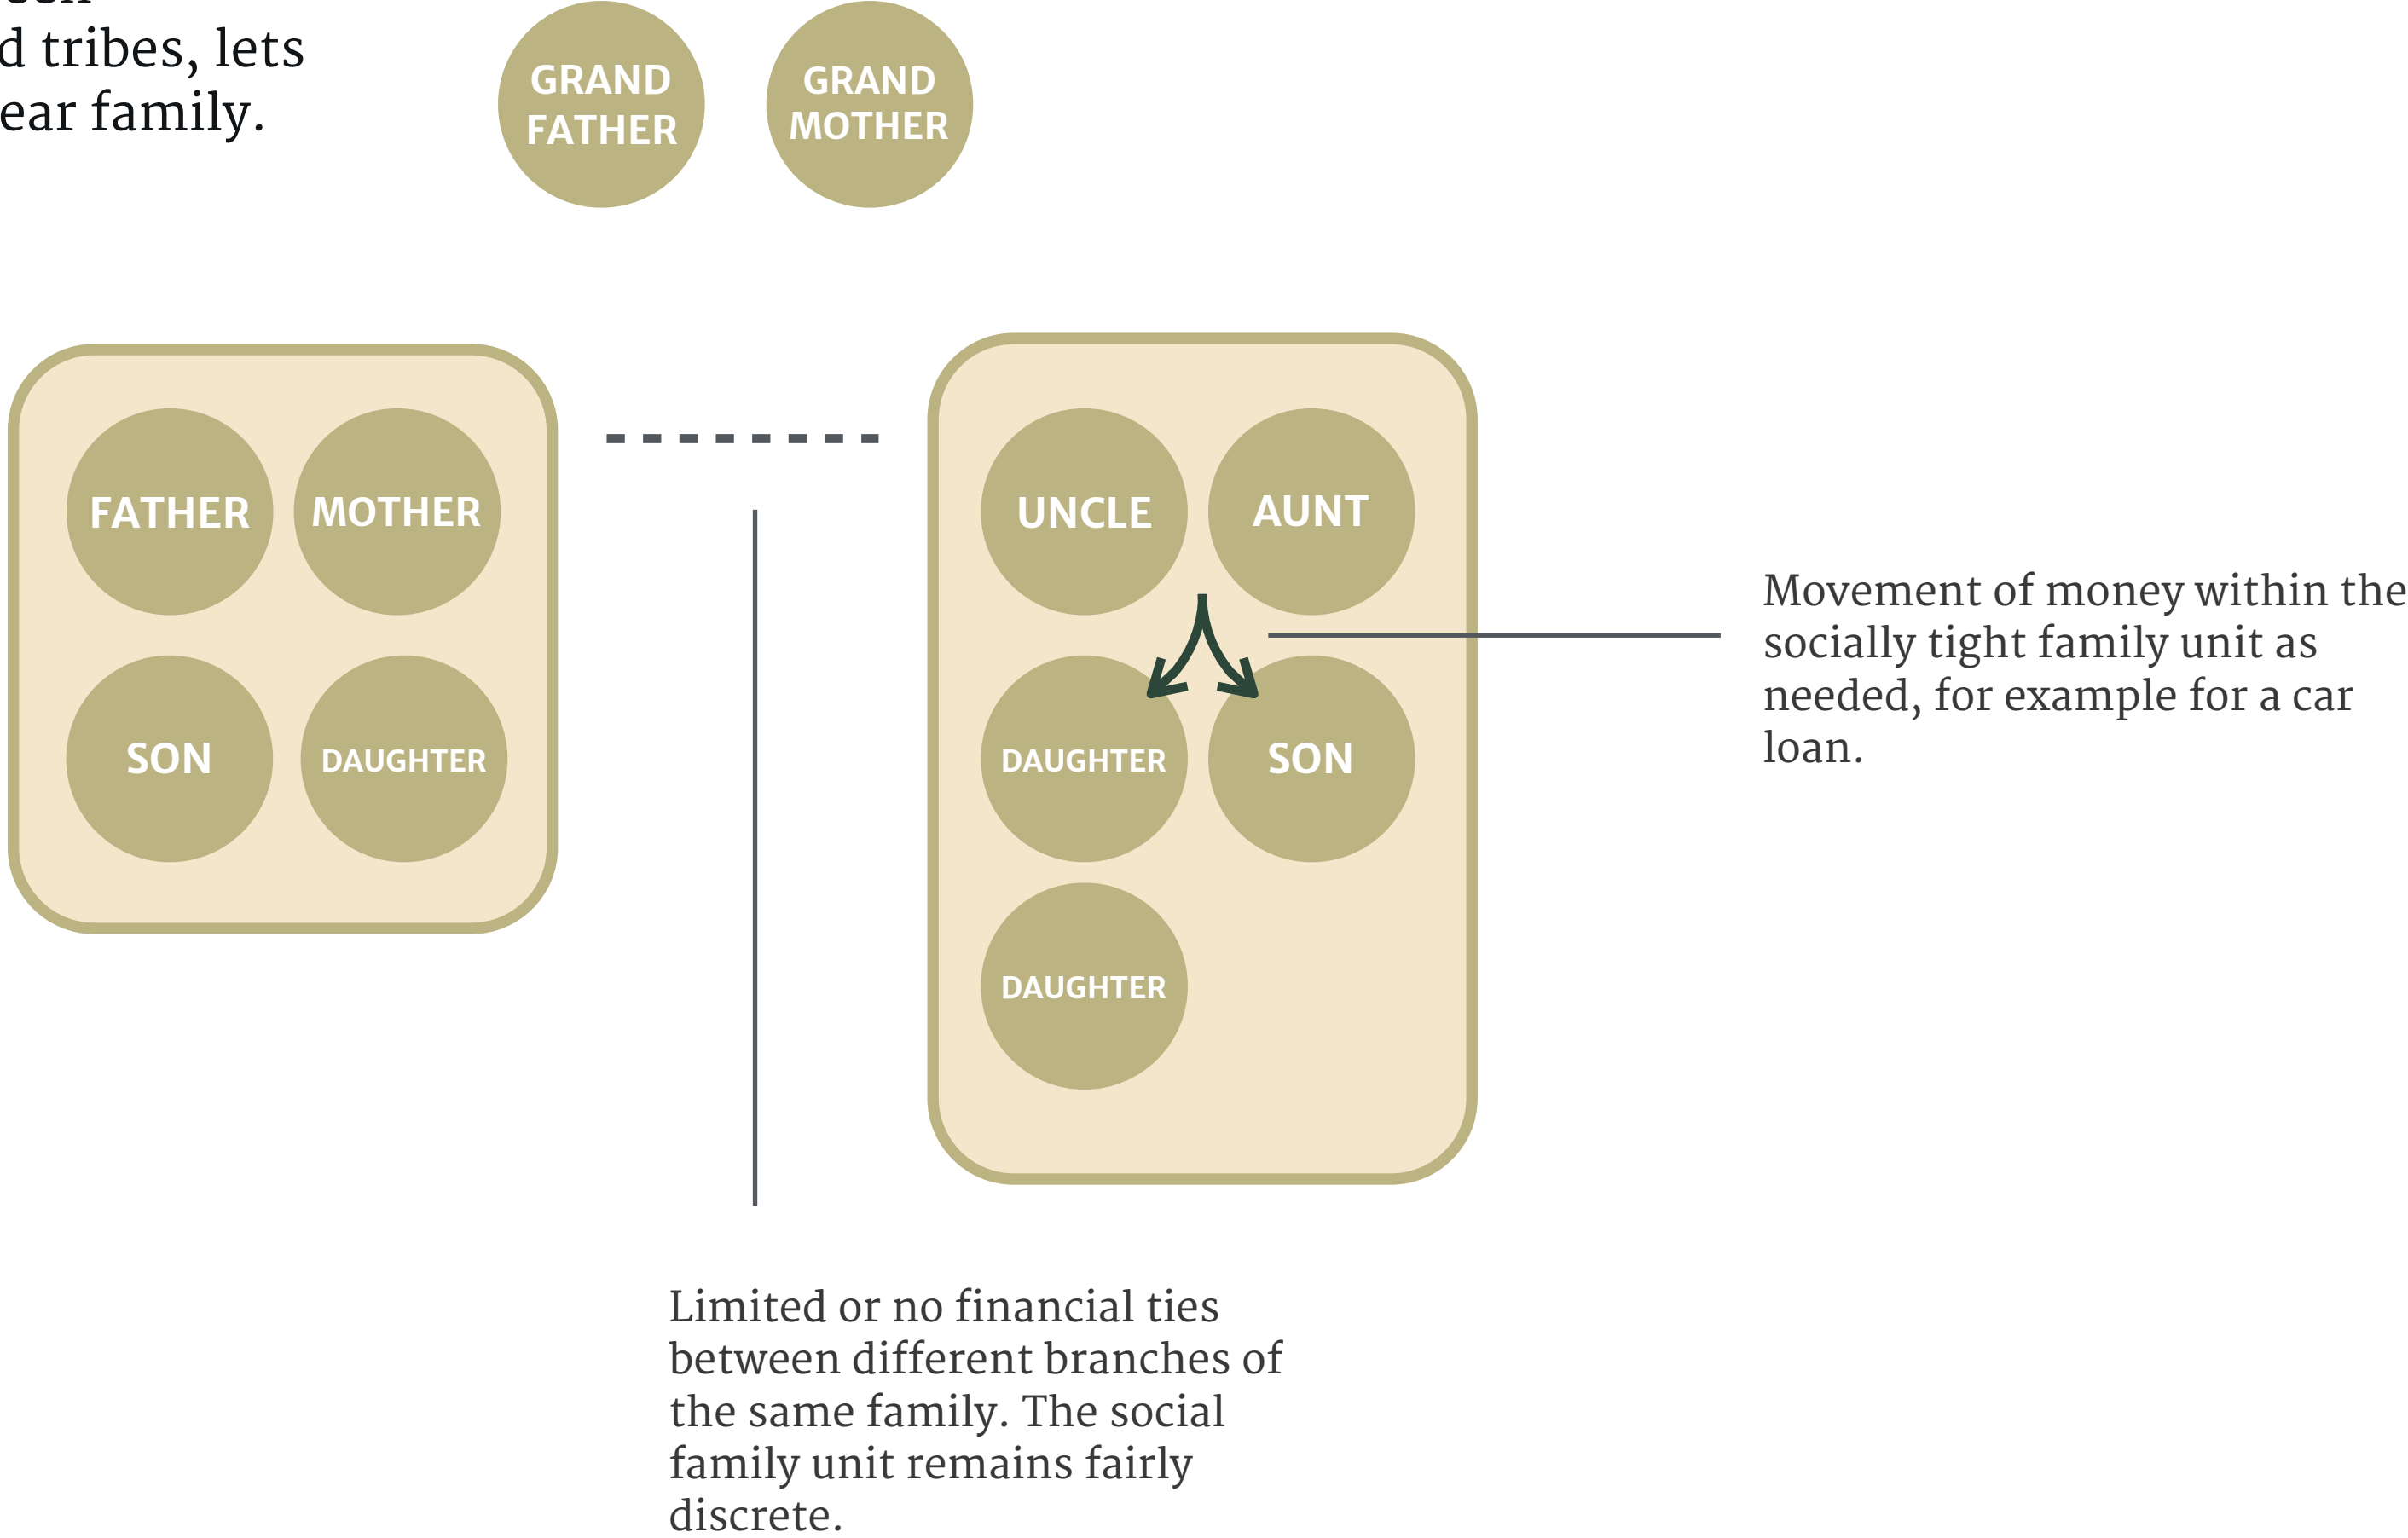 tribes, lets
family.
GRAND
FATHER
GRAND
MOTHER
FATHER
MOTHER
SON
DAUGHTER
UNCLE
AUNT
DAUGHTER
SON
DAUGHTER
Movement of money within the
socially tight family unit as
needed, for example for a car
loan.
Limited or no financial ties
between different branches of
the same family. The social
family unit remains fairly
discrete.